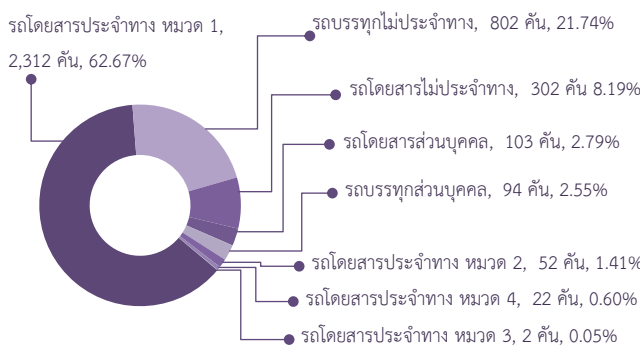 รถโดยสารประจำทาง หมวด 1,
2,312 คัน, 62.67%
รถบรรทุกไม่ประจำทาง, 802 คัน, 21.74%
รถโดยสารไม่ประจำทาง, 302 คัน 8.19%
รถโดยสารส่วนบุคคล, 103 คัน, 2.79%
รถบรรทุกส่วนบุคคล, 94 คัน, 2.55%
รถโดยสารประจำทาง หมวด 2, 52 คัน, 1.41%
รถโดยสารประจำทาง หมวด 4, 22 คัน, 0.60%
รถโดยสารประจำทาง หมวด 3, 2 คัน, 0.05%